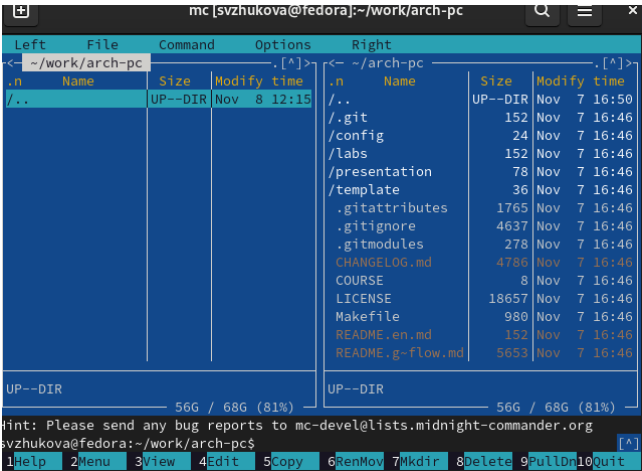 mc [svzhukova@fedora]:~/work/arch-pc
Left File Command Options Right
<- ~/work/arch-pc .[^]>
.n Name Size Modify time
/.. UP--DIR Nov 8 12:15
UP--DIR
56G / 68G (81%)
<- ~/arch-pc .[^]>
.n Name Size Modify time
/.. UP--DIR Nov 7 16:50
/.git 152 Nov 7 16:46
/config 24 Nov 7 16:46
/labs 152 Nov 7 16:46
/presentation 78 Nov 7 16:46
/template 36 Nov 7 16:46
.gitattributes 1765 Nov 7 16:46
.gitignore 4637 Nov 7 16:46
.gitmodules 278 Nov 7 16:46
CHANGELOG.md 4786 Nov 7 16:46
COURSE 8 Nov 7 16:46
LICENSE 18657 Nov 7 16:46
Makefile 980 Nov 7 16:46
README.en.md 152 Nov 7 16:46
README.g~flow.md 5653 Nov 7 16:46
UP--DIR
56G / 68G (81%)
Hint: Please send any bug reports to mc-devel@lists.midnight-commander.org
svzhukova@fedora:~/work/arch-pc$ [^]
1Help 2Menu 3View 4Edit 5Copy 6RenMov 7Mkdir 8Delete 9PullDn 10Quit